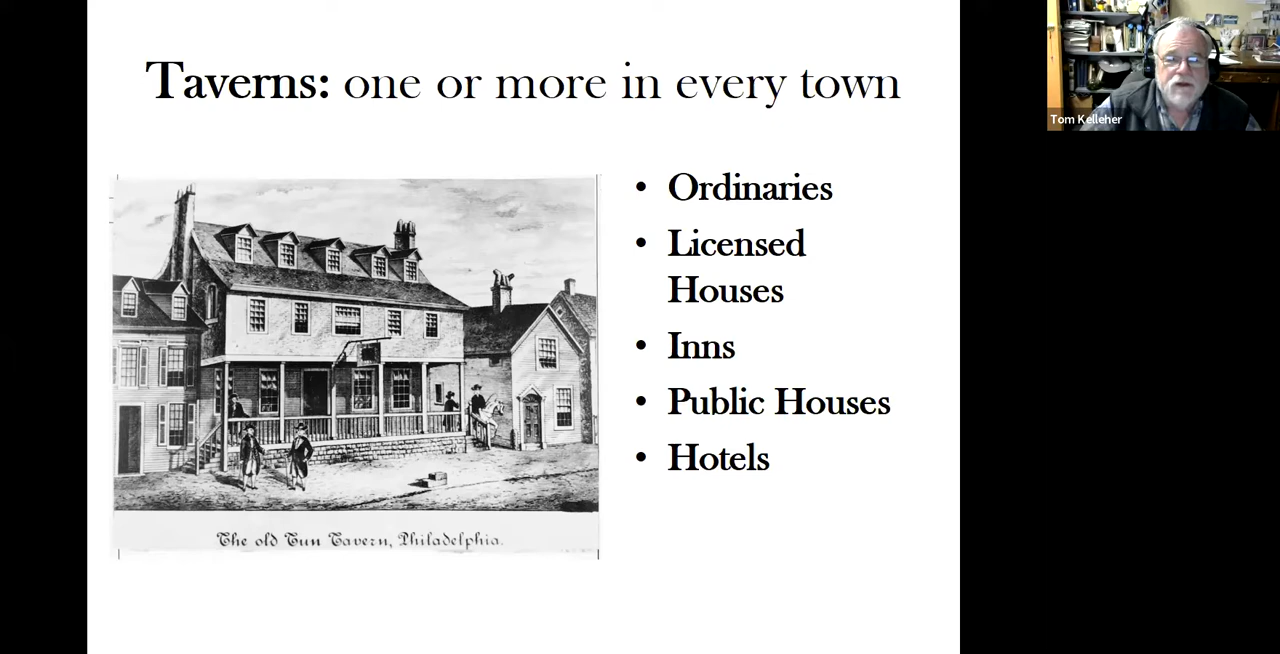 Taverns: one or more in every town
Tom Kelleher
• Ordinaries
• Licensed
Houses
• Inns
• Public Houses
• Hotels
The old Tun Tavern, Philadelphia.